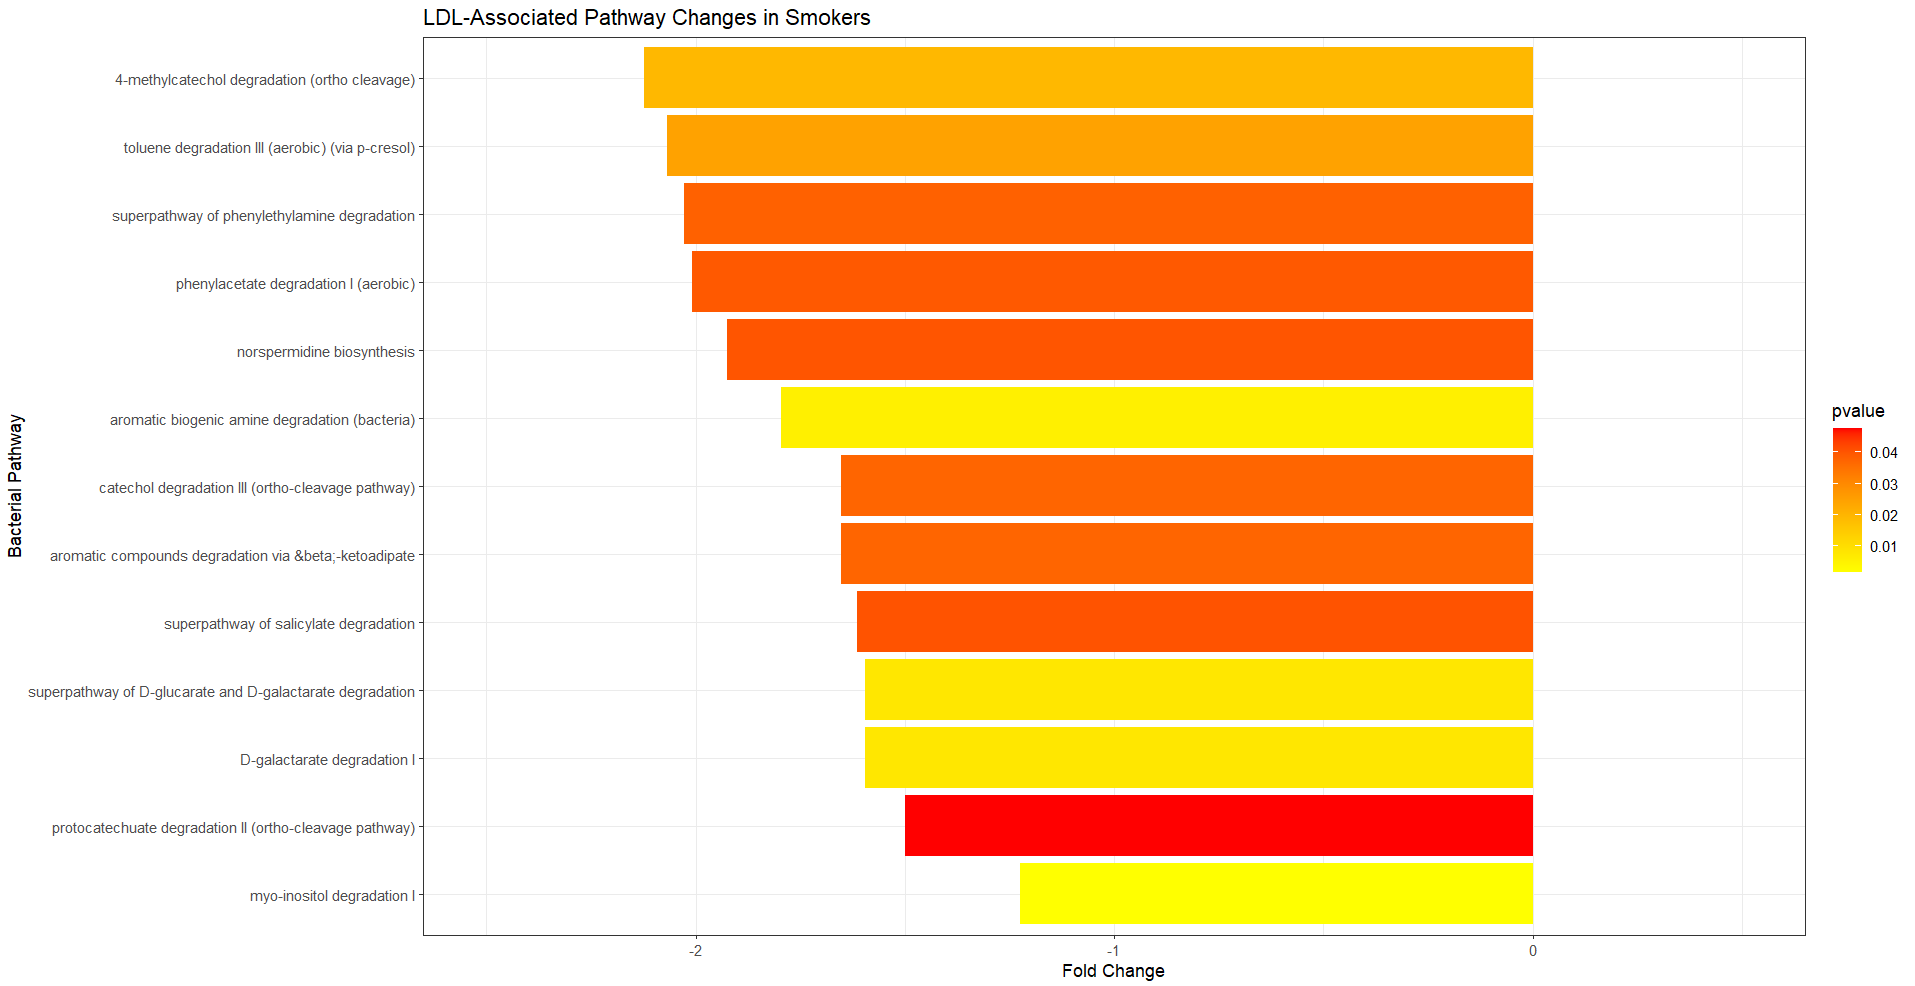 LDL-Associated Pathway Changes in Smokers
Bacterial Pathway
4-methylcatechol degradation (ortho cleavage)
toluene degradation III (aerobic) (via p-cresol)
superpathway of phenylethylamine degradation
phenylacetate degradation I (aerobic)
norspermidine biosynthesis
aromatic biogenic amine degradation (bacteria)
catechol degradation III (ortho-cleavage pathway)
aromatic compounds degradation via &beta;-ketoadipate
superpathway of salicylate degradation
superpathway of D-glucarate and D-galactarate degradation
D-galactarate degradation I
protocatechuate degradation II (ortho-cleavage pathway)
myo-inositol degradation I
-2
-1
0
Fold Change
pvalue
0.04
0.03
0.02
0.01